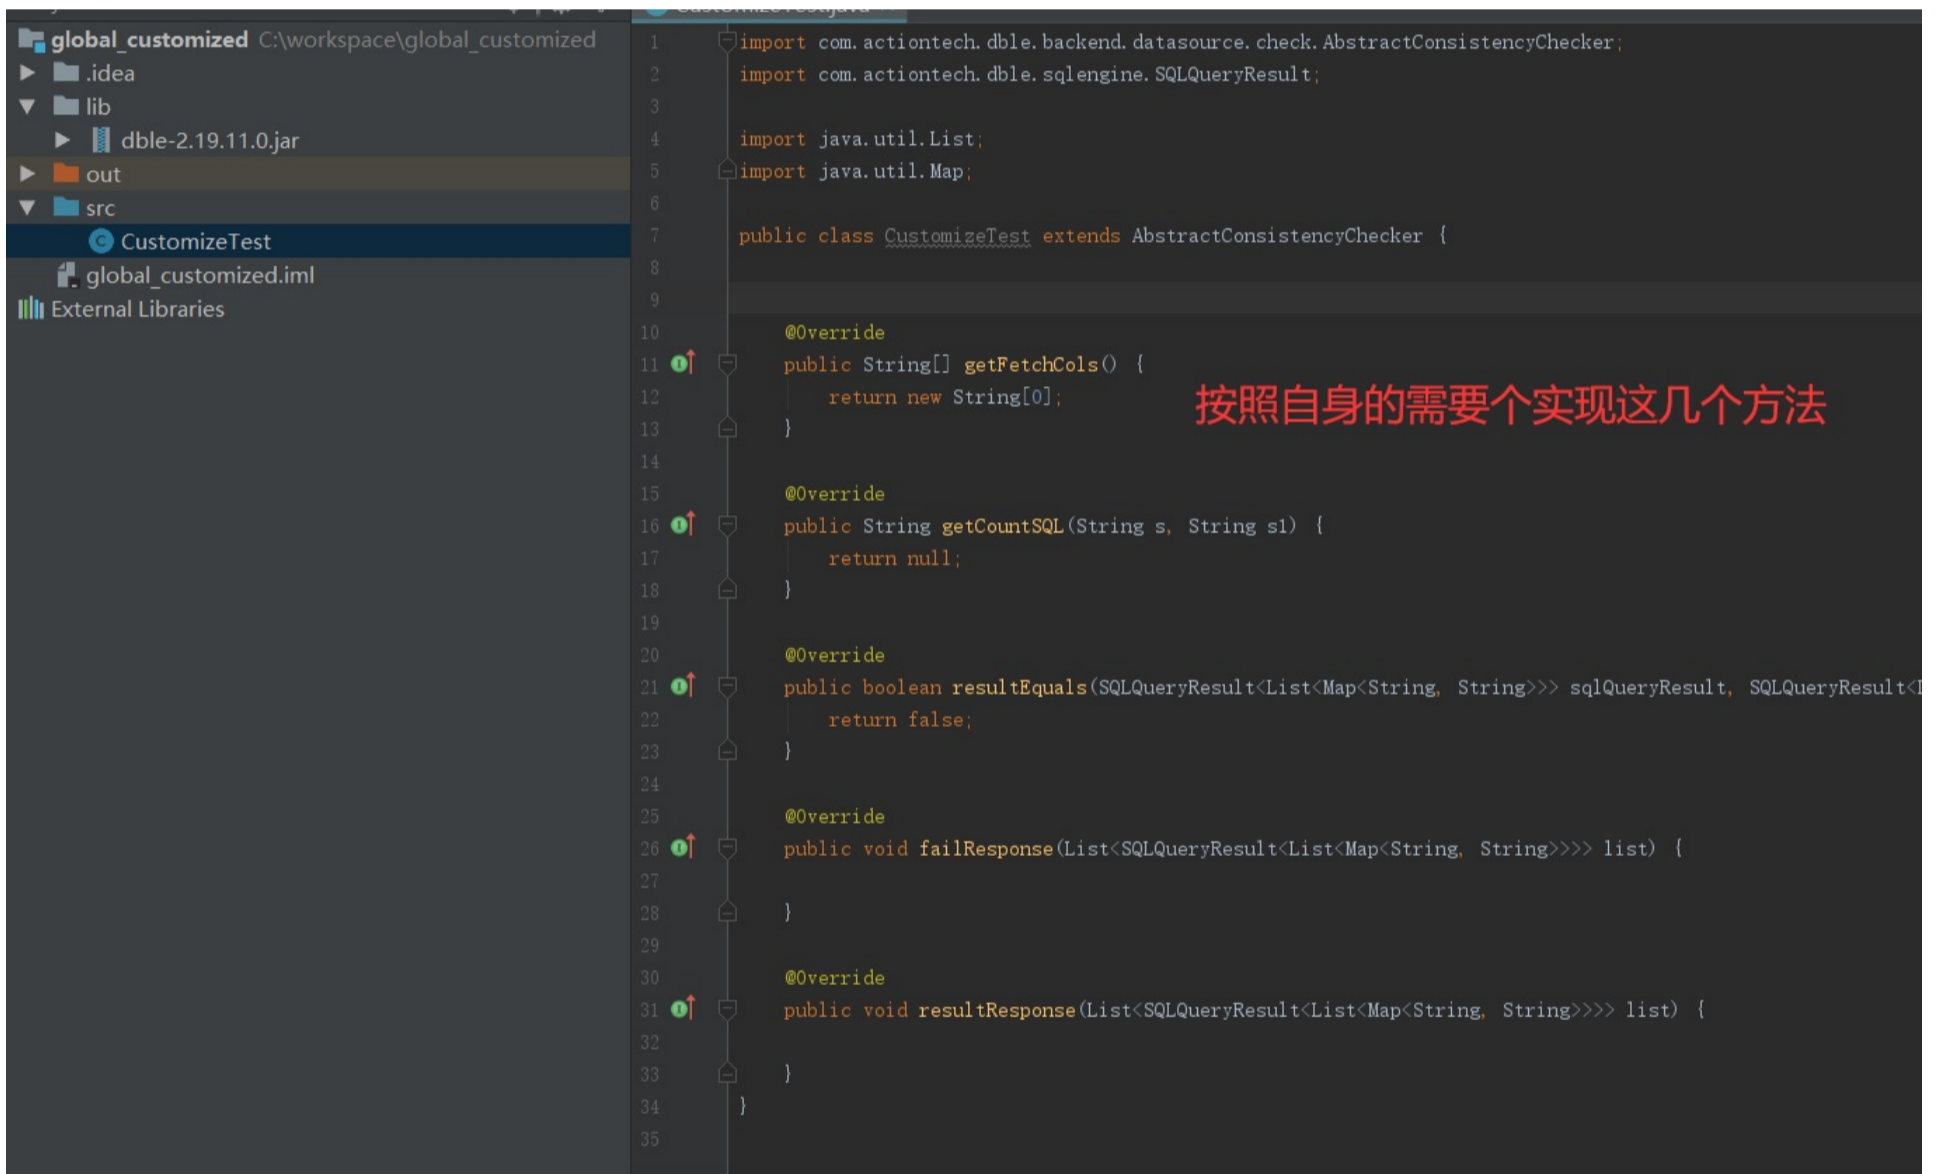 global_customized C:\workspace\global_customized
.idea
lib
dble-2.19.11.0.jar
out
src
CustomizeTest
global_customized.iml
External Libraries
1 import com.actiontech.dble.backend.datasource.check.AbstractConsistencyChecker;
2 import com.actiontech.dble.sqlengine.SQLQueryResult;
3
4 import java.util.List;
5 import java.util.Map;
6
7 public class CustomizeTest extends AbstractConsistencyChecker {
8
9
10 @Override
11 public String[] getFetchCols() {
12 return new String[0];
13 }
按照自身的需要个实现这几个方法
14
15 @Override
16 public String getCountSQL(String s, String s1) {
17 return null;
18 }
19
20 @Override
21 public boolean resultEquals(SQLQueryResult<List<Map<String, String>>> sqlQueryResult, SQLQueryResult<
22 return false;
23 }
24
25 @Override
26 public void failResponse(List<SQLQueryResult<List<Map<String, String>>>> list) {
27
28 }
29
30 @Override
31 public void resultResponse(List<SQLQueryResult<List<Map<String, String>>>> list) {
32
33 }
34 }
35